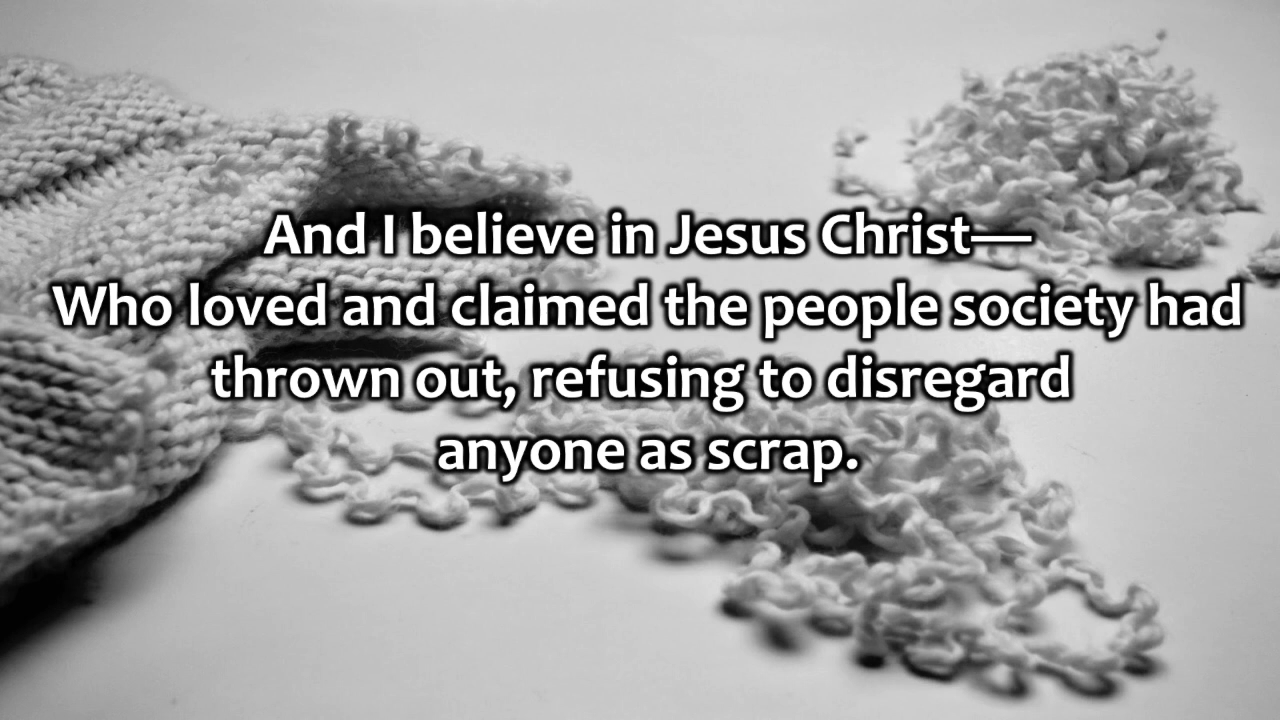 And I believe in Jesus Christ—
Who loved and claimed the people society had
thrown out, refusing to disregard
anyone as scrap.